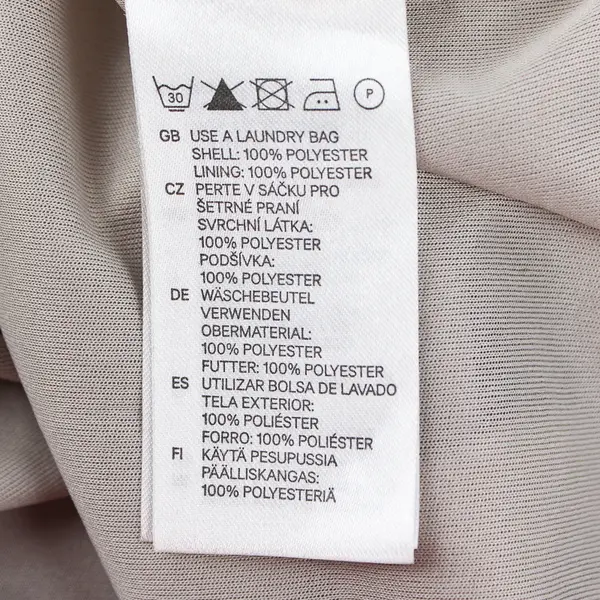 30 P
GB USE A LAUNDRY BAG
SHELL: 100% POLYESTER
LINING: 100% POLYESTER
CZ PERTE V SÁČKU PRO
ŠETRNÉ PRANÍ
SVRCHNÍ LÁTKA:
100% POLYESTER
PODŠÍVKA:
100% POLYESTER
DE WÄSCHEBEUTEL
VERWENDEN
OBERMATERIAL:
100% POLYESTER
FUTTER: 100% POLYESTER
ES UTILIZAR BOLSA DE LAVADO
TELA EXTERIOR:
100% POLIÉSTER
FORRO: 100% POLIÉSTER
FI KÄYTÄ PESUPUSSIA
PÄÄLLISKANGAS:
100% POLYESTERIÄ